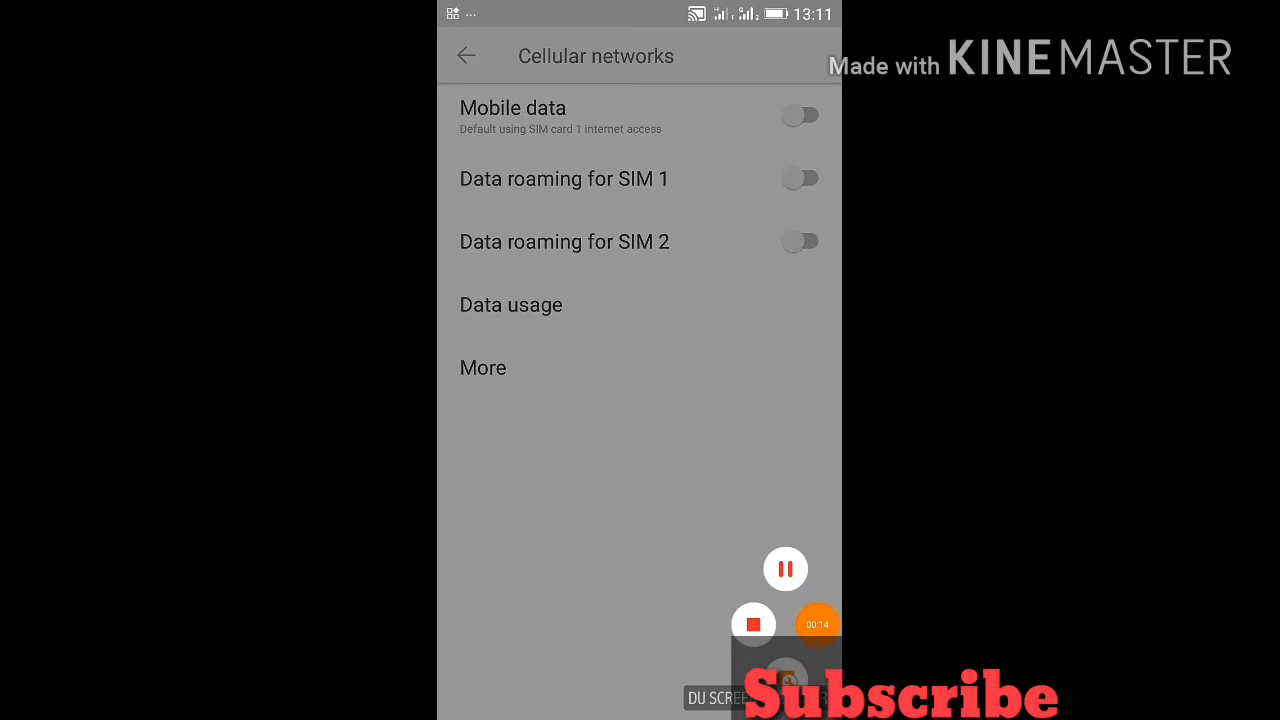 13:11
Cellular networks
Made with KINEMASTER
Mobile data
Default using SIM card 1 internet access
Data roaming for SIM 1
Data roaming for SIM 2
Data usage
More
00:14
DU
Subscribe